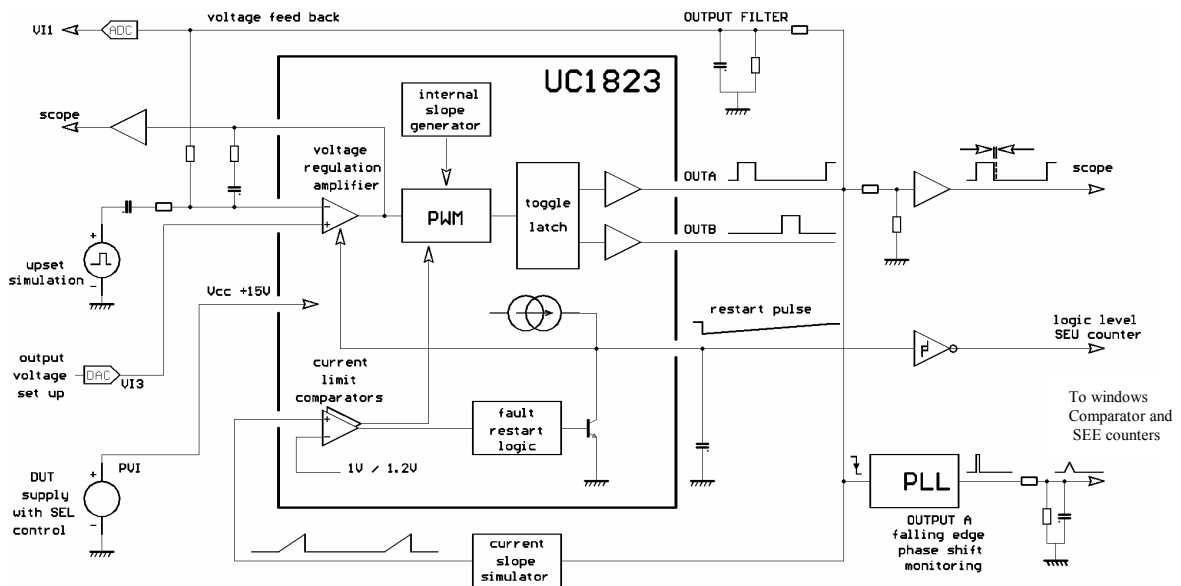 voltage feed back
OUTPUT FILTER
VI1
ADC
UC1823
internal
slope
generator
scope
voltage
regulation
amplifier
PWM
toggle
latch
OUTA
OUTB
scope
upset
simulation
Vcc +15V
restart pulse
logic level
SEU counter
output
voltage
set up
DAC
VI3
current
limit
comparators
fault
restart
logic
1V / 1.2V
To windows
Comparator and
SEE counters
DUT
supply
with SEL
control
PVI
PLL
OUTPUT A
falling edge
phase shift
monitoring
current
slope
simulator
+
-
+
-
+
-
+
-